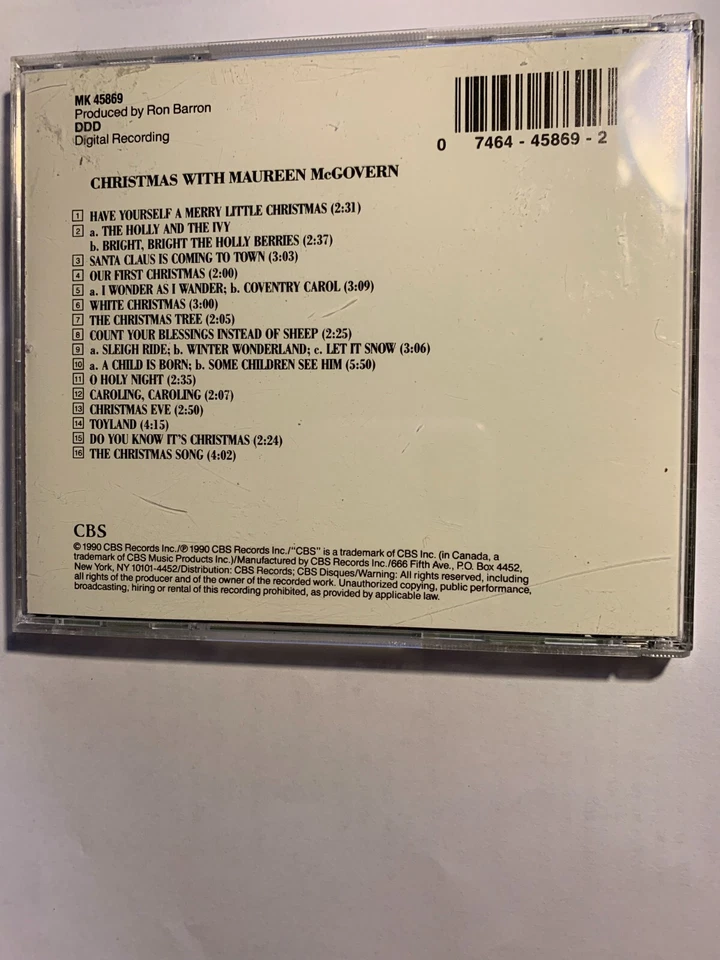 MK 45869
Produced by Ron Barron
DDD
Digital Recording
0 7464 - 45869 - 2
CHRISTMAS WITH MAUREEN McGOVERN
1 HAVE YOURSELF A MERRY LITTLE CHRISTMAS (2:31)
2 a. THE HOLLY AND THE IVY
b. BRIGHT, BRIGHT THE HOLLY BERRIES (2:37)
3 SANTA CLAUS IS COMING TO TOWN (3:03)
4 OUR FIRST CHRISTMAS (2:00)
5 a. I WONDER AS I WANDER; b. COVENTRY CAROL (3:09)
6 WHITE CHRISTMAS (3:00)
7 THE CHRISTMAS TREE (2:05)
8 COUNT YOUR BLESSINGS INSTEAD OF SHEEP (2:25)
9 a. SLEIGH RIDE; b. WINTER WONDERLAND; c. LET IT SNOW (3:06)
10 a. A CHILD IS BORN; b. SOME CHILDREN SEE HIM (5:50)
11 O HOLY NIGHT (2:35)
12 CAROLING, CAROLING (2:07)
13 CHRISTMAS EVE (2:50)
14 TOYLAND (4:15)
15 DO YOU KNOW IT'S CHRISTMAS (2:24)
16 THE CHRISTMAS SONG (4:02)
CBS
© 1990 CBS Records Inc./℗ 1990 CBS Records Inc./"CBS" is a trademark of CBS Inc. (in Canada, a
trademark of CBS Music Products Inc.)/Manufactured by CBS Records Inc./666 Fifth Ave., P.O. Box 4452,
New York, NY 10101-4452/Distribution: CBS Records; CBS Disques/Warning: All rights reserved, including
all rights of the producer and of the owner of the recorded work. Unauthorized copying, public performance,
broadcasting, hiring or rental of this recording prohibited, as provided by applicable law.